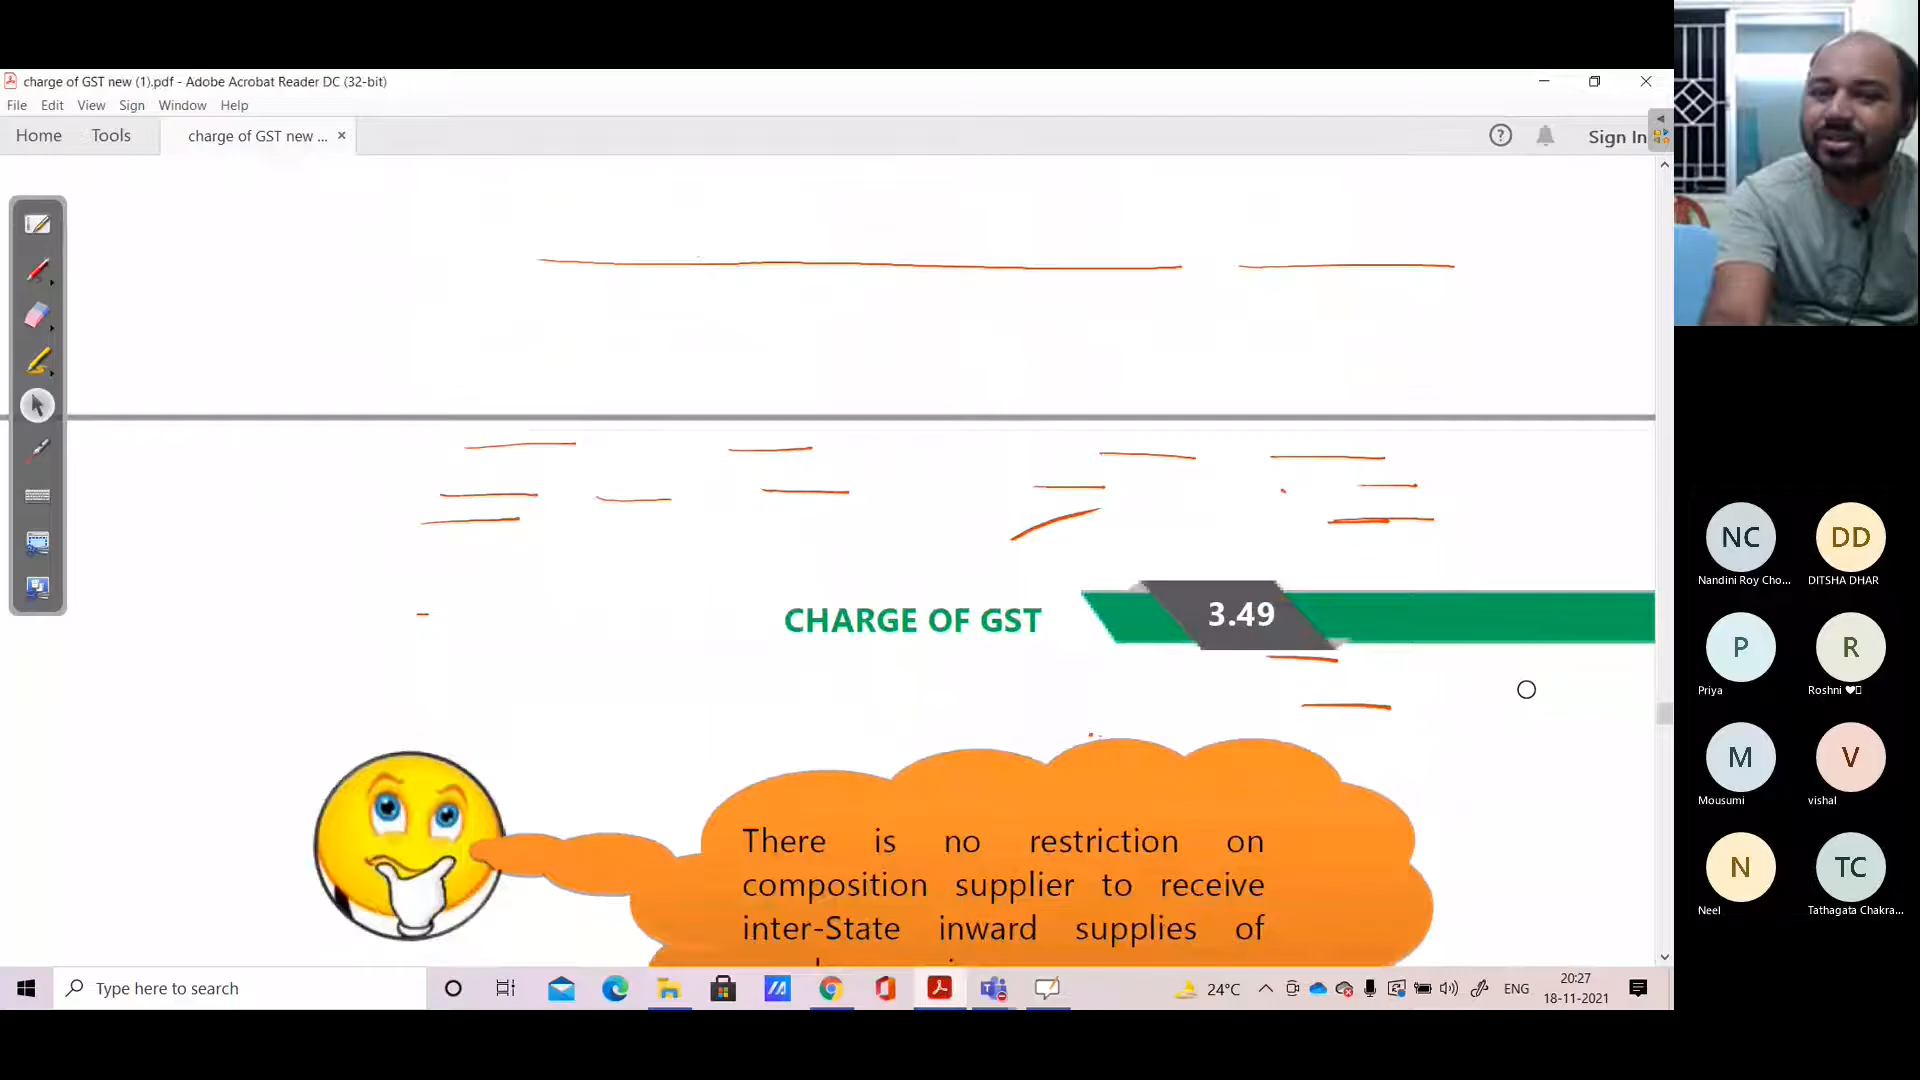 charge of GST new (1).pdf - Adobe Acrobat Reader DC (32-bit)
File Edit View Sign Window Help
Home Tools charge of GST new ... × Sign In
CHARGE OF GST 3.49
There is no restriction on
composition supplier to receive
inter-State inward supplies of
NC DD
Nandini Roy Cho... DITSHA DHAR
P R
Priya Roshni ❤
M V
Mousumi vishal
N TC
Neel Tathagata Chakra...
Type here to search 24°C ENG 20:27
18-11-2021